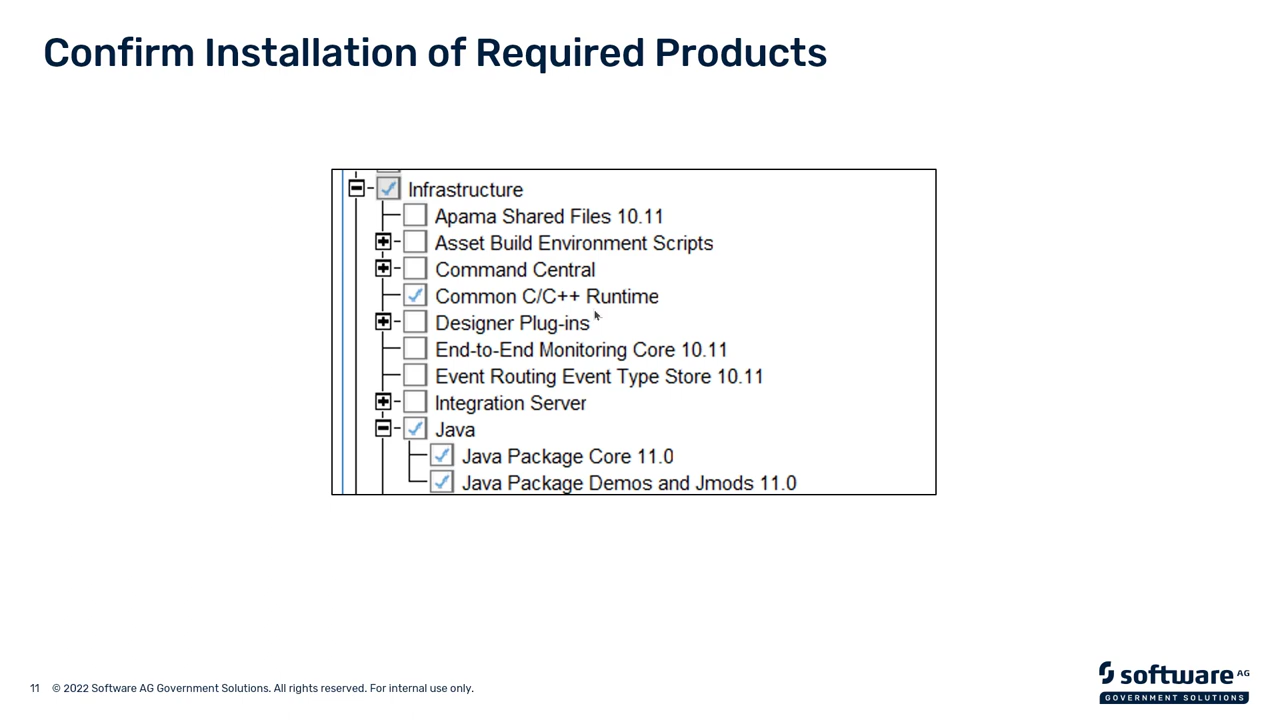 Confirm Installation of Required Products
Infrastructure
Apama Shared Files 10.11
Asset Build Environment Scripts
Command Central
Common C/C++ Runtime
Designer Plug-ins
End-to-End Monitoring Core 10.11
Event Routing Event Type Store 10.11
Integration Server
Java
Java Package Core 11.0
Java Package Demos and Jmods 11.0
11 © 2022 Software AG Government Solutions. All rights reserved. For internal use only.
software AG
GOVERNMENT SOLUTIONS